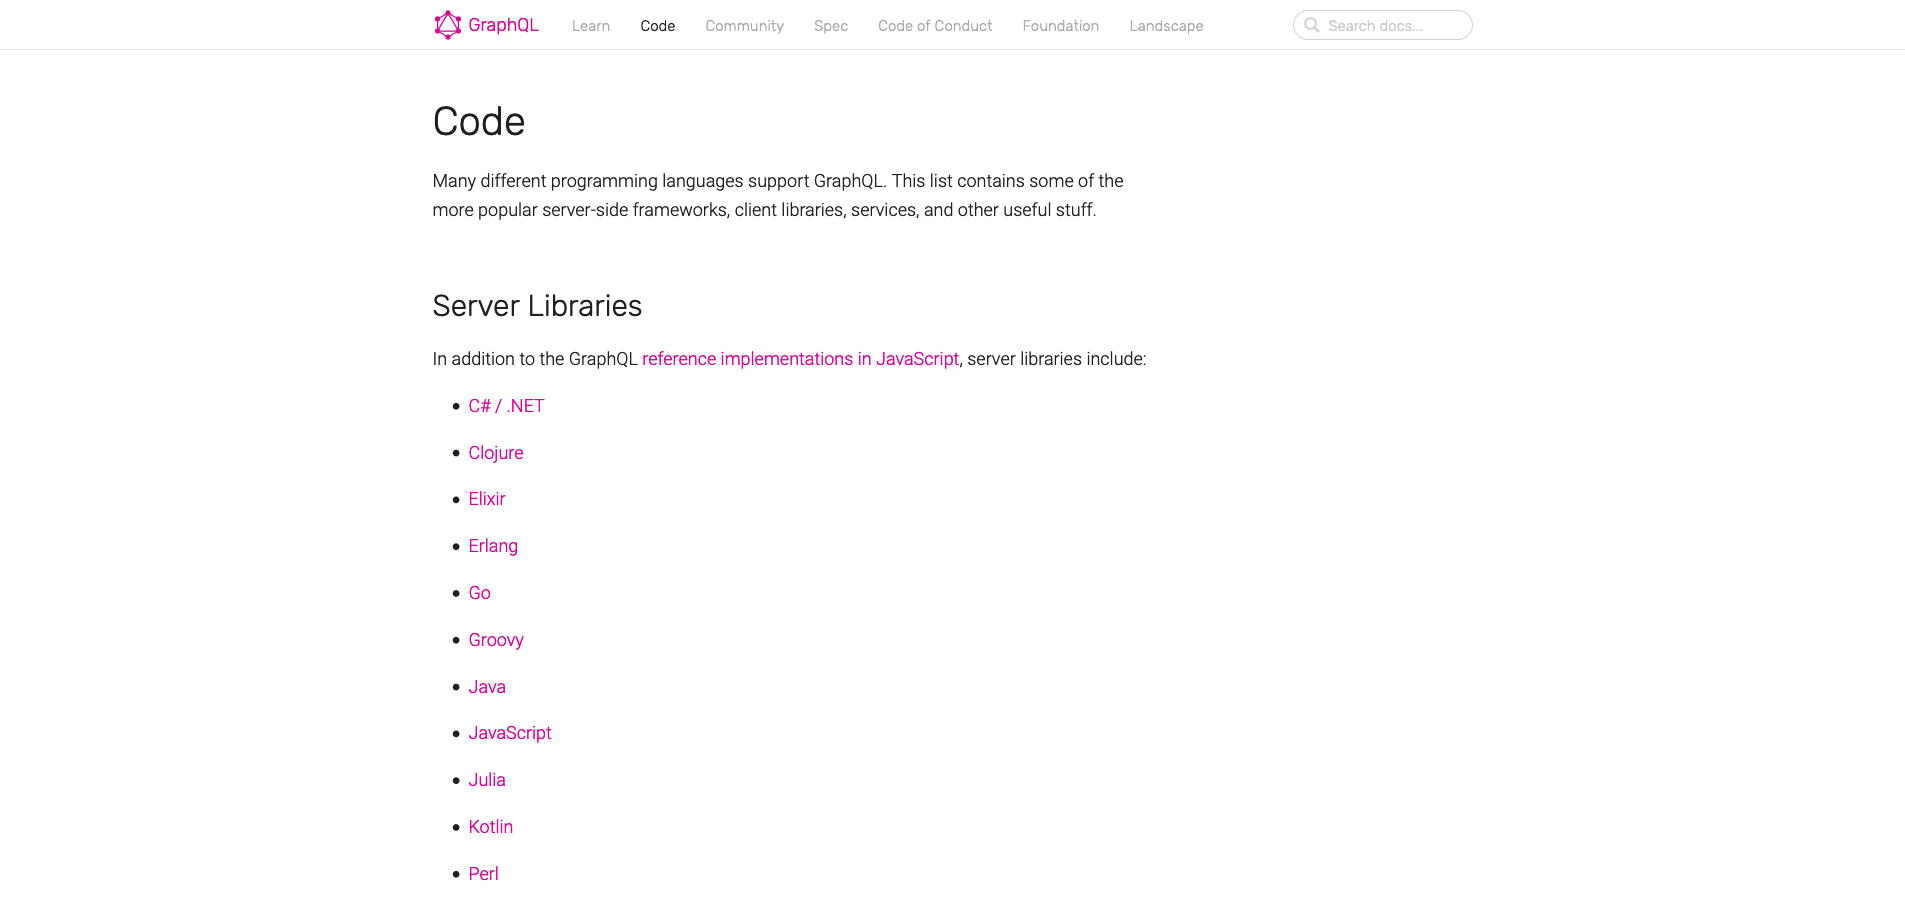 GraphQL Learn Code Community Spec Code of Conduct Foundation Landscape Search docs...
Code
Many different programming languages support GraphQL. This list contains some of the
more popular server-side frameworks, client libraries, services, and other useful stuff.
Server Libraries
In addition to the GraphQL reference implementations in JavaScript, server libraries include:
• C# / .NET
• Clojure
• Elixir
• Erlang
• Go
• Groovy
• Java
• JavaScript
• Julia
• Kotlin
• Perl